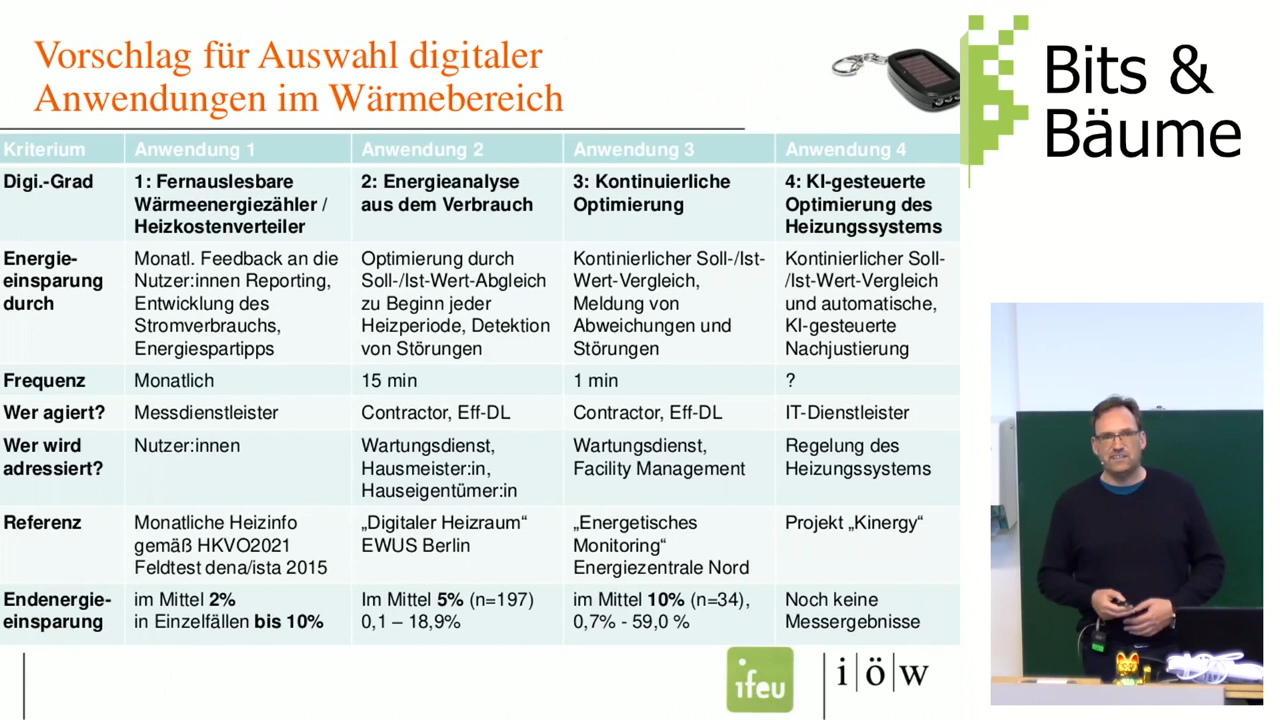 Vorschlag für Auswahl digitaler
Anwendungen im Wärmebereich
Bits &
Bäume
Kriterium
Anwendung 1
Anwendung 2
Anwendung 3
Anwendung 4
Digi.-Grad
1: Fernauslesbare
Wärmeenergiezähler /
Heizkostenverteiler
2: Energieanalyse
aus dem Verbrauch
3: Kontinuierliche
Optimierung
4: KI-gesteuerte
Optimierung des
Heizungssystems
Energie-
einsparung
durch
Monatl. Feedback an die
Nutzer:innen Reporting,
Entwicklung des
Stromverbrauchs,
Energiespartipps
Optimierung durch
Soll-/Ist-Wert-Abgleich
zu Beginn jeder
Heizperiode, Detektion
von Störungen
Kontinierlicher Soll-/Ist-
Wert-Vergleich,
Meldung von
Abweichungen und
Störungen
Kontinierlicher Soll-
/Ist-Wert-Vergleich
und automatische,
KI-gesteuerte
Nachjustierung
Frequenz
Monatlich
15 min
1 min
?
Wer agiert?
Messdienstleister
Contractor, Eff-DL
Contractor, Eff-DL
IT-Dienstleister
Wer wird
adressiert?
Nutzer:innen
Wartungsdienst,
Hausmeister:in,
Hauseigentümer:in
Wartungsdienst,
Facility Management
Regelung des
Heizungssystems
Referenz
Monatliche Heizinfo
gemäß HKVO2021
Feldtest dena/ista 2015
„Digitaler Heizraum“
EWUS Berlin
„Energetisches
Monitoring“
Energiezentrale Nord
Projekt „Kinergy“
Endenergie-
einsparung
im Mittel 2%
in Einzelfällen bis 10%
Im Mittel 5% (n=197)
0,1 – 18,9%
im Mittel 10% (n=34),
0,7% - 59,0 %
Noch keine
Messergebnisse
ifeu
i|ö|w